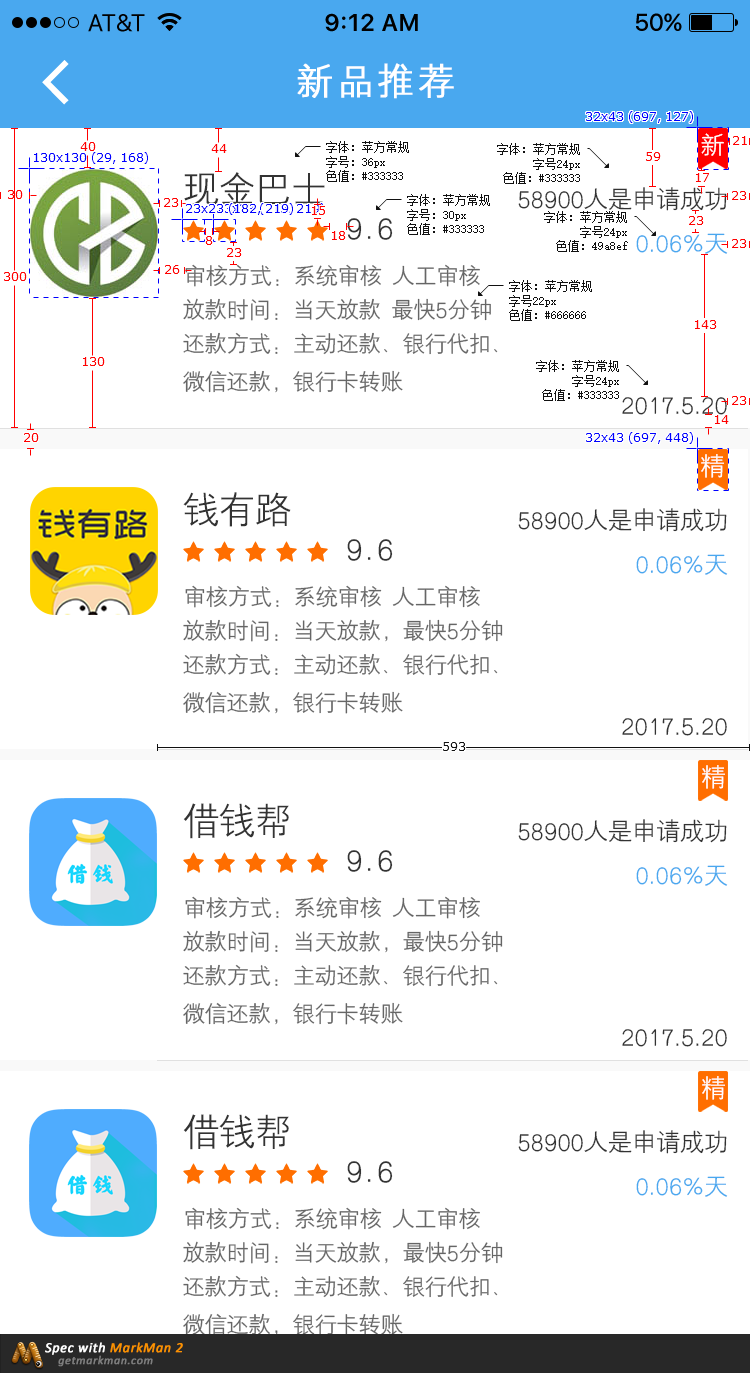 AT&T 9:12 AM 50%
新品推荐
32x43 (697, 127)
新
130x130 (29, 168)
40
44
59
17
30
23
300
130
20
26
字体：苹方常规
字号：36px
色值：#333333
字体：苹方常规
字号24px
色值：#333333
现金巴士
58900人是申请成功
字体：苹方常规
字号：30px
色值：#333333
字体：苹方常规
字号24px
色值：49a8ef
15
8
18
23
23
9.6
0.06%天
审核方式：系统审核 人工审核
字体：苹方常规
字号22px
色值：#666666
放款时间：当天放款 最快5分钟
143
还款方式：主动还款、银行代扣、
字体：苹方常规
字号24px
色值：#333333
微信还款，银行卡转账
2017.5.20
14
32x43 (697, 448)
精
钱有路
钱有路
58900人是申请成功
9.6
0.06%天
审核方式：系统审核 人工审核
放款时间：当天放款，最快5分钟
还款方式：主动还款、银行代扣、
微信还款，银行卡转账
2017.5.20
593
精
借钱
借钱帮
58900人是申请成功
9.6
0.06%天
审核方式：系统审核 人工审核
放款时间：当天放款，最快5分钟
还款方式：主动还款、银行代扣、
微信还款，银行卡转账
2017.5.20
精
借钱
借钱帮
58900人是申请成功
9.6
0.06%天
审核方式：系统审核 人工审核
放款时间：当天放款，最快5分钟
还款方式：主动还款、银行代扣、
微信还款，银行卡转账
Spec with MarkMan 2
getmarkman.com